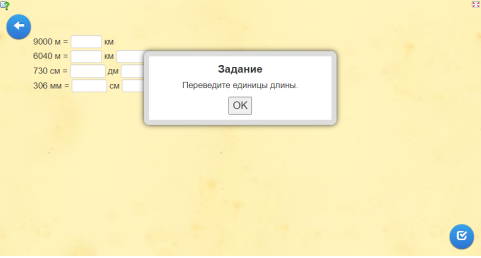 9000 м = км
6040 м = км
730 см = дм
306 мм = см
Задание
Переведите единицы длины.
OK